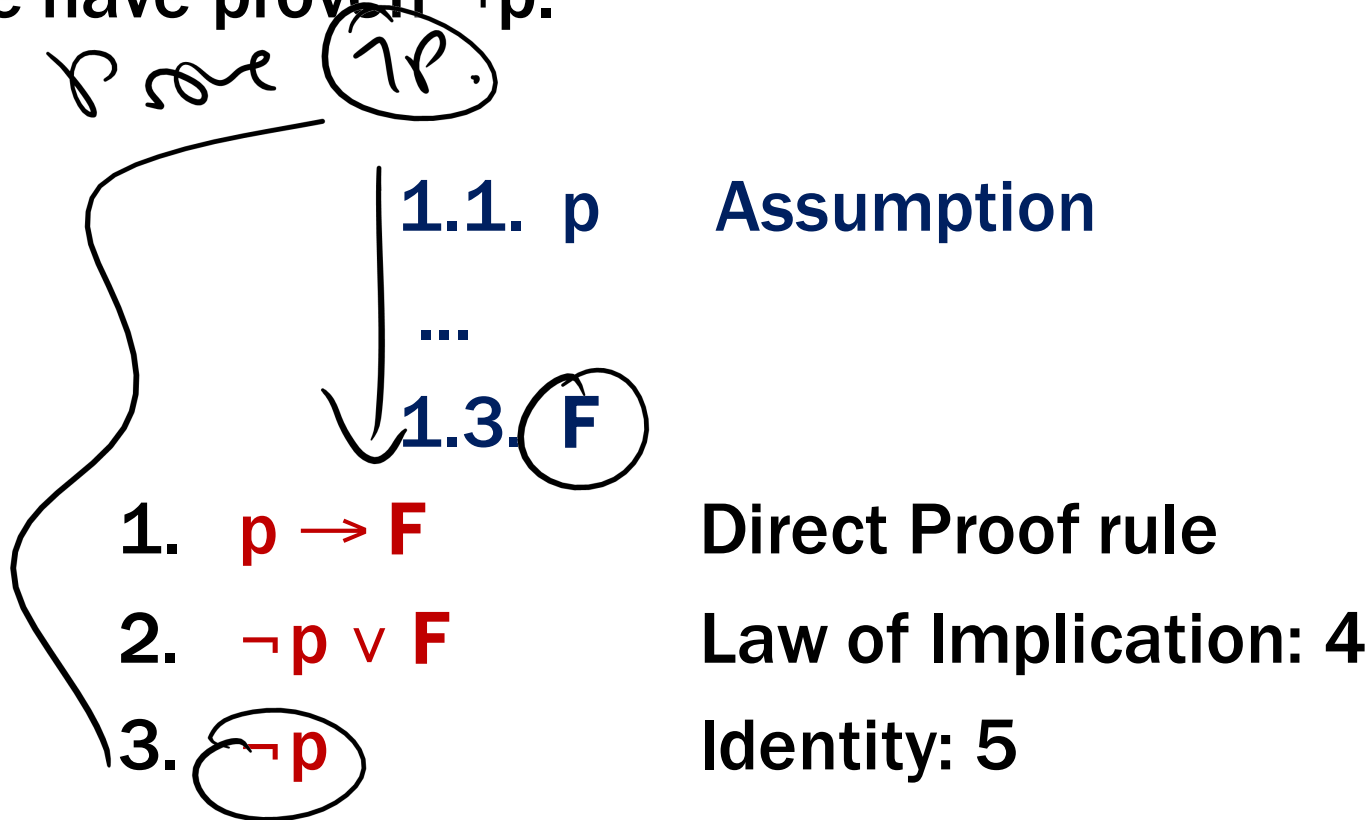 e have proven ¬p.
Prove ¬p.
1.1. p Assumption
...
1.3. F
1. p → F Direct Proof rule
2. ¬p ∨ F Law of Implication: 4
3. ¬p Identity: 5